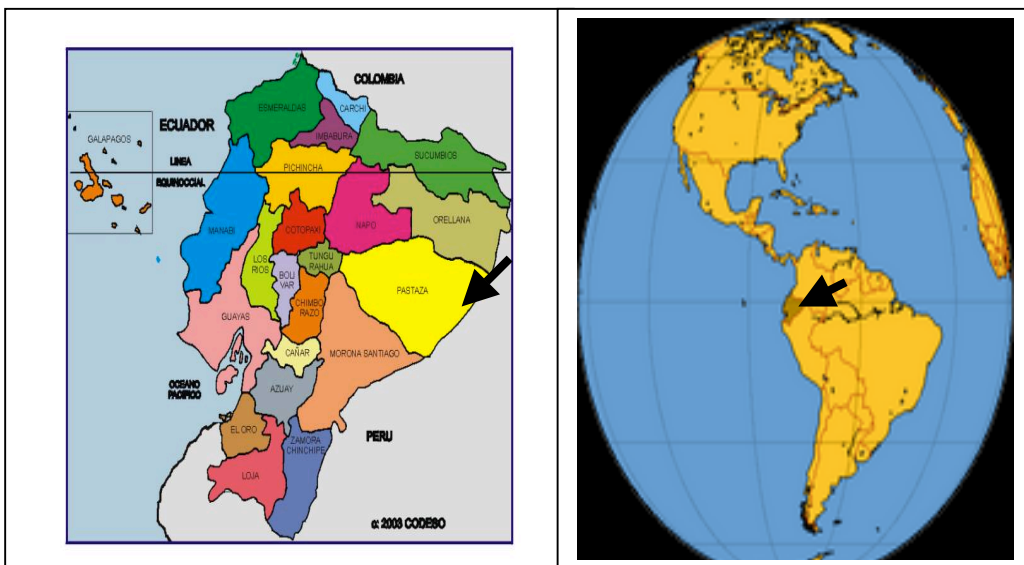 COLOMBIA
ESMERALDAS
CARCHI
ECUADOR
IMBABURA
GALAPAGOS
LINEA
EQUINOCCIAL
PICHINCHA
SUCUMBIOS
MANABI
COTOPAXI
NAPO
ORELLANA
LOS
RIOS
BOLI
VAR
TUNGU
RAHUA
PASTAZA
CHIMBO
RAZO
GUAYAS
CAÑAR
MORONA SANTIAGO
OCEANO
PACIFICO
AZUAY
EL ORO
ZAMORA
CHINCHIPE
PERU
LOJA
α: 2003 CODESO